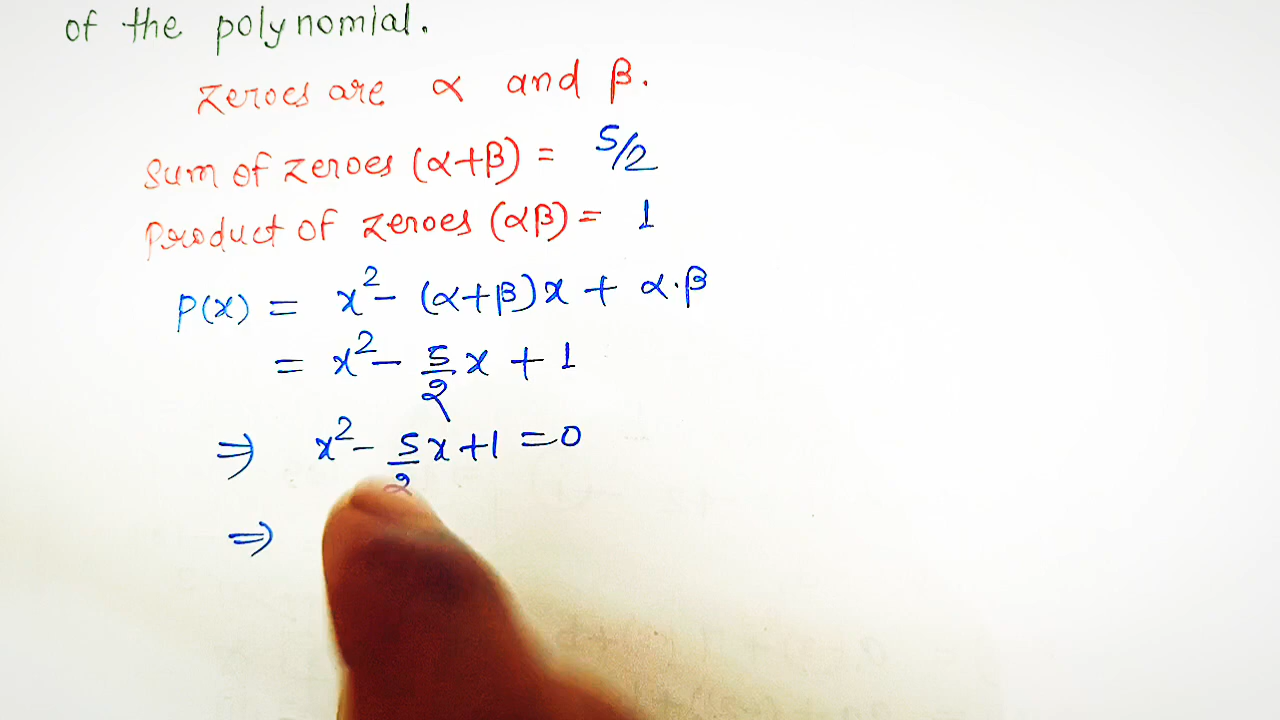 of the polynomial.
Zeroes are α and β.
Sum of zeroes (α+β) = 5/2
Product of zeroes (αβ) = 1
P(x) = x² - (α+β)x + α.β
= x² - 5/2 x + 1
⇒ x² - 5/2 x + 1 = 0
⇒